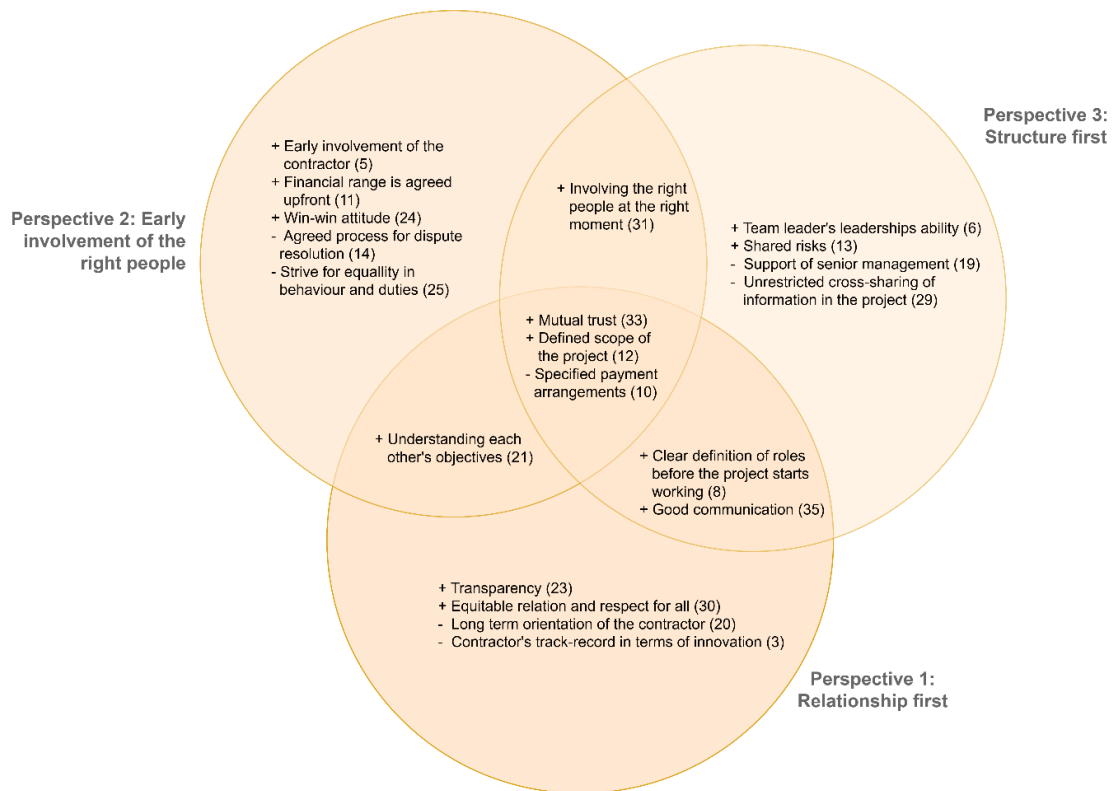 Perspective 3:
Structure first
+ Early involvement of the
contractor (5)
+ Financial range is agreed
upfront (11)
+ Win-win attitude (24)
- Agreed process for dispute
resolution (14)
- Strive for equallity in
behaviour and duties (25)
Perspective 2: Early
involvement of the
right people
+ Involving the right
people at the right
moment (31)
+ Team leader's leaderships ability (6)
+ Shared risks (13)
- Support of senior management (19)
- Unrestricted cross-sharing of
information in the project (29)
+ Mutual trust (33)
+ Defined scope of
the project (12)
- Specified payment
arrangements (10)
+ Understanding each
other's objectives (21)
+ Clear definition of roles
before the project starts
working (8)
+ Good communication (35)
+ Transparency (23)
+ Equitable relation and respect for all (30)
- Long term orientation of the contractor (20)
- Contractor's track-record in terms of innovation (3)
Perspective 1:
Relationship first